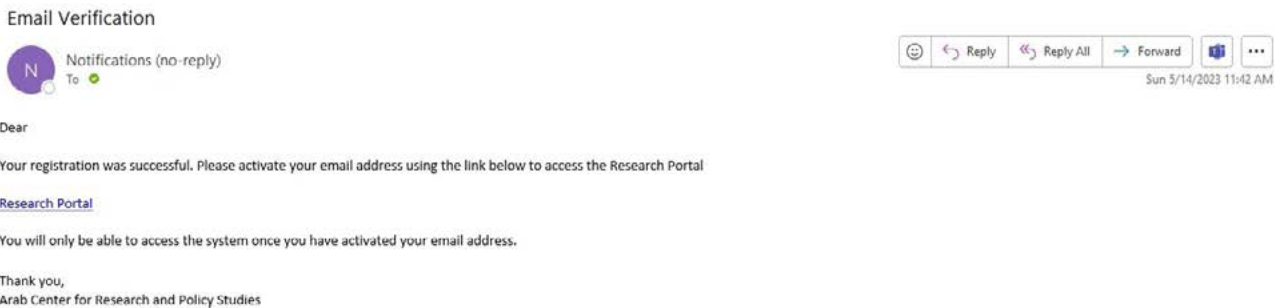 Email Verification
N
Notifications (no-reply)
To
Reply
Reply All
Forward
Sun 5/14/2023 11:42 AM
Dear
Your registration was successful. Please activate your email address using the link below to access the Research Portal
Research Portal
You will only be able to access the system once you have activated your email address.
Thank you,
Arab Center for Research and Policy Studies